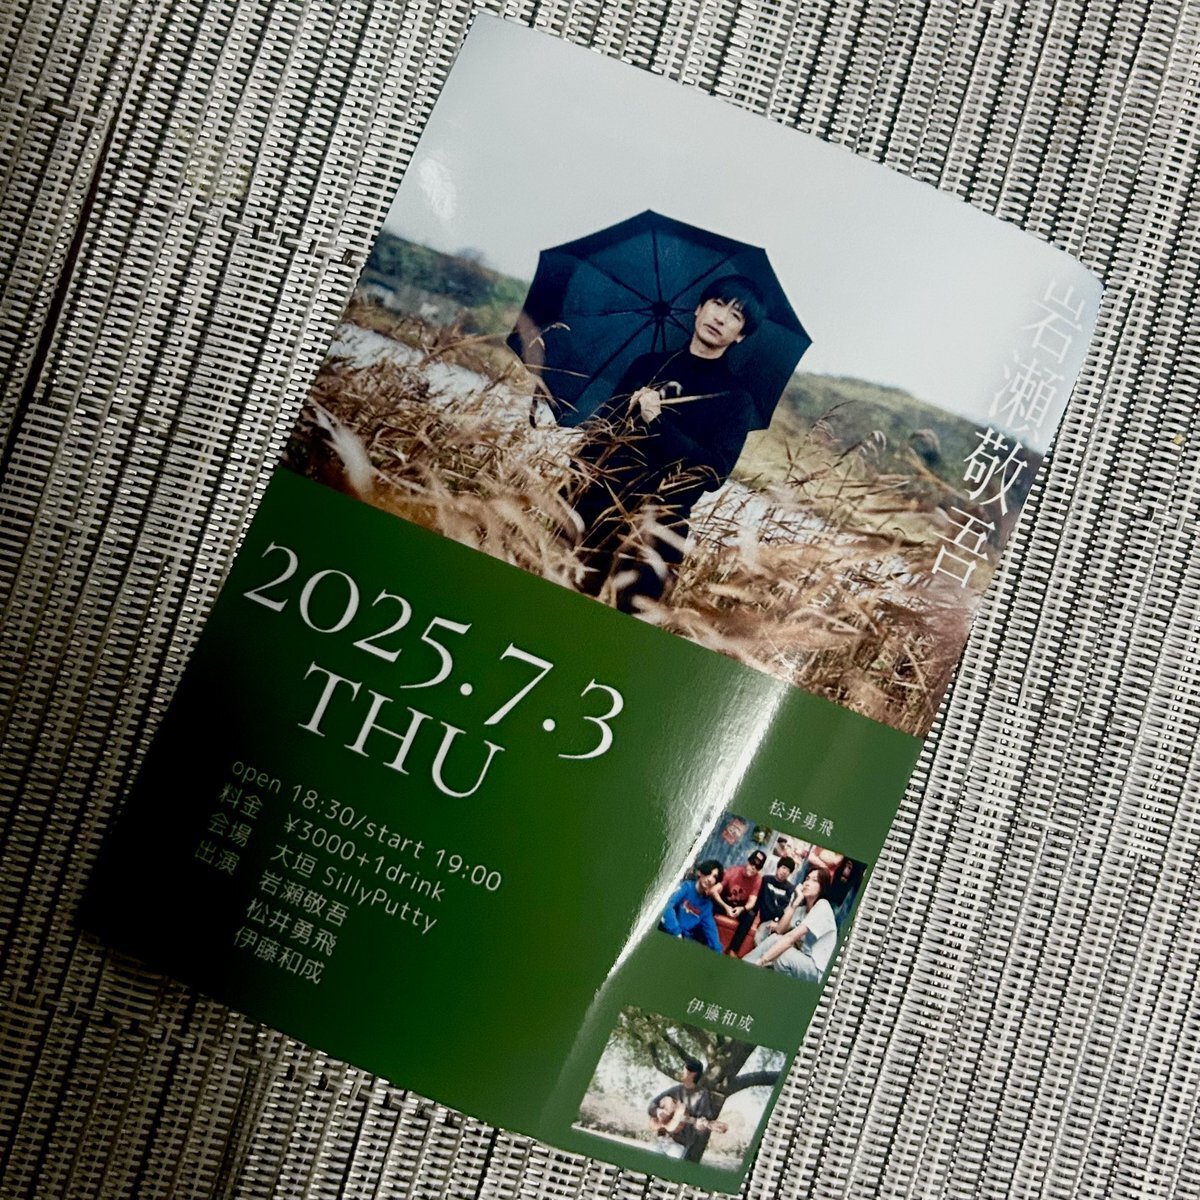 岩瀬敬吾
2025.7.3
THU
open 18:30/start 19:00
料金 ¥3000+1drink
会場 大垣 SillyPutty
出演 岩瀬敬吾
松井勇飛
伊藤和成
松井勇飛
伊藤和成